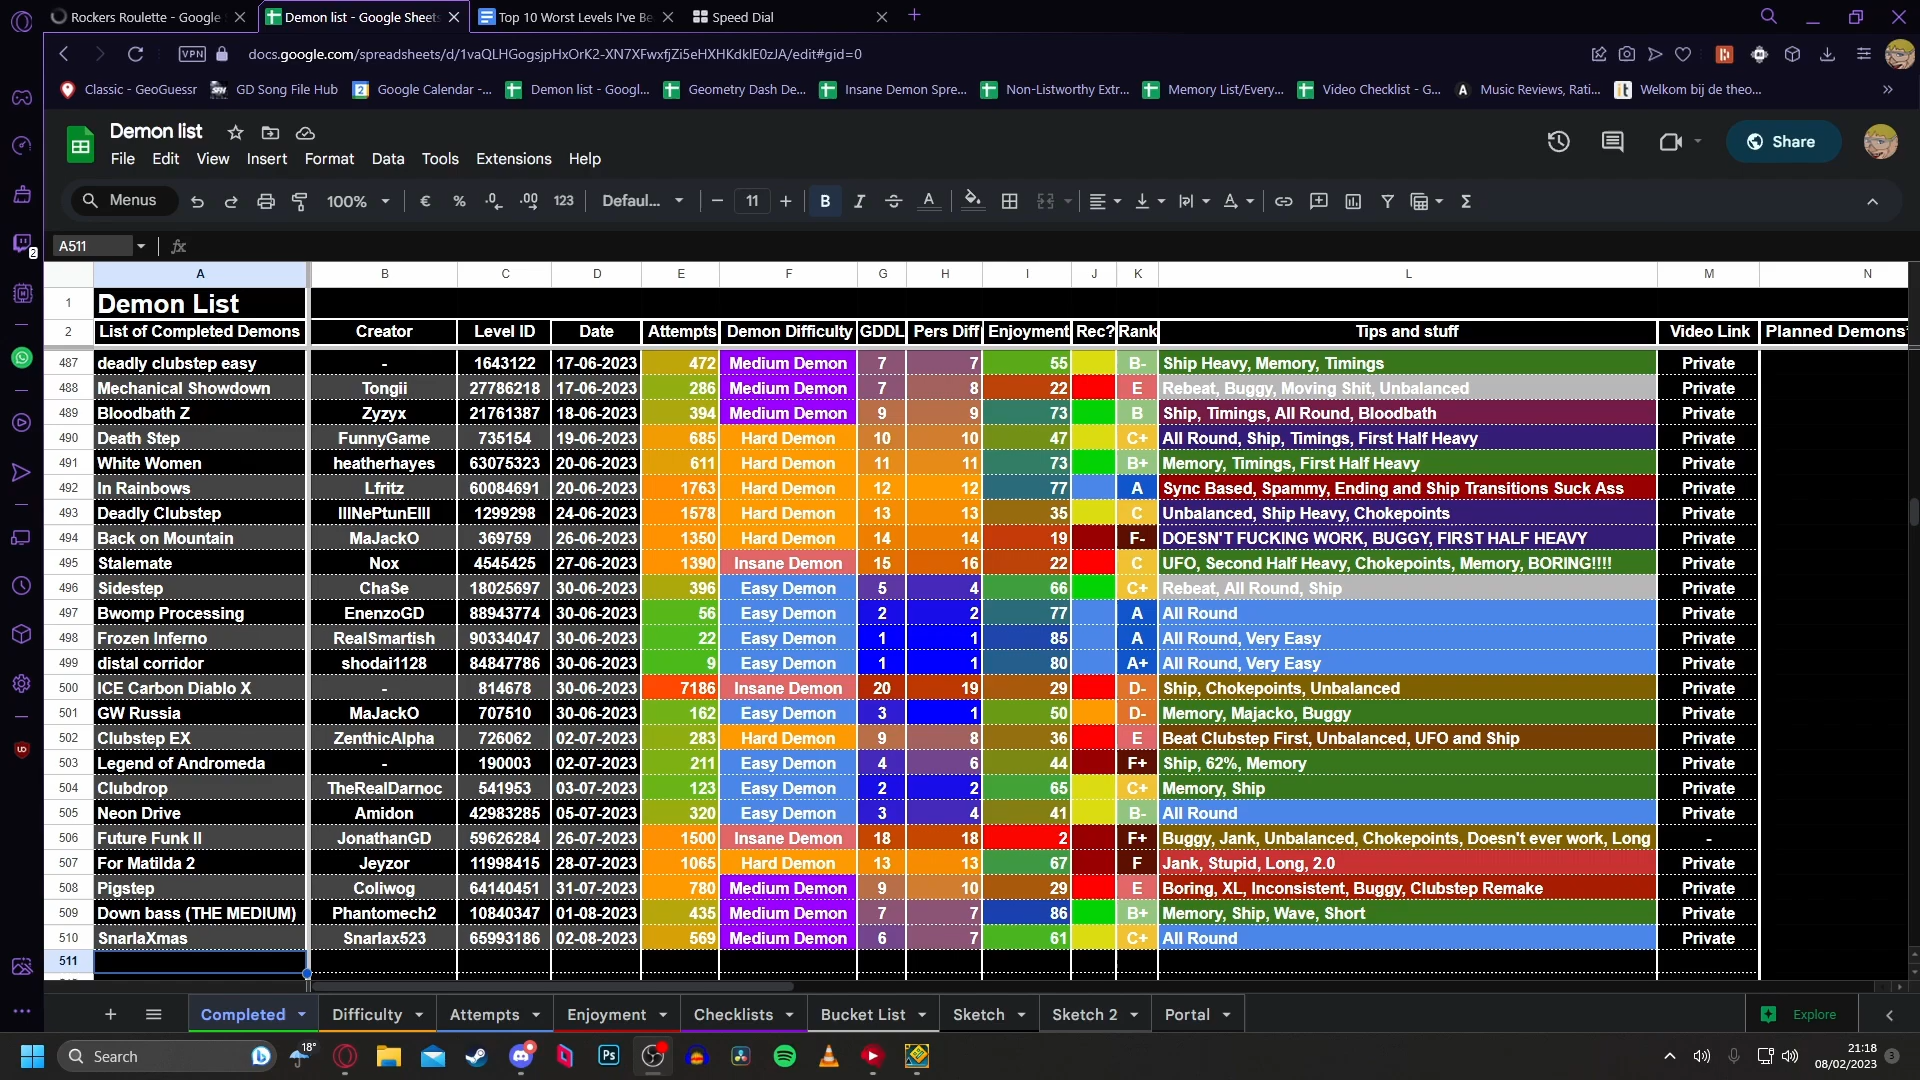 Rockers Roulette - Google
Demon list - Google Sheets
Top 10 Worst Levels I've Be
Speed Dial
VPN
docs.google.com/spreadsheets/d/1vaQLHGogsjpHxOrK2-XN7XFwxfjZi5eHXHKdklE0zJA/edit#gid=0
Classic - GeoGuessr
GD Song File Hub
Google Calendar -...
Demon list - Googl...
Geometry Dash De...
Insane Demon Spre...
Non-Listworthy Extr...
Memory List/Every...
Video Checklist - G...
Music Reviews, Rati...
Welkom bij de theo...
Demon list
File Edit View Insert Format Data Tools Extensions Help
Share
Menus 100% € % .0 .00 123 Defaul... 11 B I A
A511
A B C D E F G H I J K L M N
1 Demon List
2 List of Completed Demons Creator Level ID Date Attempts Demon Difficulty GDDL Pers Diff Enjoyment Rec? Rank Tips and stuff Video Link Planned Demons
487 deadly clubstep easy - 1643122 17-06-2023 472 Medium Demon 7 7 55 B- Ship Heavy, Memory, Timings Private
488 Mechanical Showdown Tongii 27786218 17-06-2023 286 Medium Demon 7 8 22 E Rebeat, Buggy, Moving Shit, Unbalanced Private
489 Bloodbath Z Zyzyx 21761387 18-06-2023 394 Medium Demon 9 9 73 B Ship, Timings, All Round, Bloodbath Private
490 Death Step FunnyGame 735154 19-06-2023 685 Hard Demon 10 10 47 C+ All Round, Ship, Timings, First Half Heavy Private
491 White Women heatherhayes 63075323 20-06-2023 611 Hard Demon 11 11 73 B+ Memory, Timings, First Half Heavy Private
492 In Rainbows Lfritz 60084691 20-06-2023 1763 Hard Demon 12 12 77 A Sync Based, Spammy, Ending and Ship Transitions Suck Ass Private
493 Deadly Clubstep IIINePtunEIII 1299298 24-06-2023 1578 Hard Demon 13 13 35 C Unbalanced, Ship Heavy, Chokepoints Private
494 Back on Mountain MaJackO 369759 26-06-2023 1350 Hard Demon 14 14 19 F- DOESN'T FUCKING WORK, BUGGY, FIRST HALF HEAVY Private
495 Stalemate Nox 4545425 27-06-2023 1390 Insane Demon 15 16 22 C UFO, Second Half Heavy, Chokepoints, Memory, BORING!!!! Private
496 Sidestep ChaSe 18025697 30-06-2023 396 Easy Demon 5 4 66 C+ Rebeat, All Round, Ship Private
497 Bwomp Processing EnenzoGD 88943774 30-06-2023 56 Easy Demon 2 2 77 A All Round Private
498 Frozen Inferno RealSmartish 90334047 30-06-2023 22 Easy Demon 1 1 85 A All Round, Very Easy Private
499 distal corridor shodai1128 84847786 30-06-2023 9 Easy Demon 1 1 80 A+ All Round, Very Easy Private
500 ICE Carbon Diablo X - 814678 30-06-2023 7186 Insane Demon 20 19 29 D- Ship, Chokepoints, Unbalanced Private
501 GW Russia MaJackO 707510 30-06-2023 162 Easy Demon 3 1 50 D- Memory, Majacko, Buggy Private
502 Clubstep EX ZenthicAlpha 726062 02-07-2023 283 Hard Demon 9 8 36 E Beat Clubstep First, Unbalanced, UFO and Ship Private
503 Legend of Andromeda - 190003 02-07-2023 211 Easy Demon 4 6 44 F+ Ship, 62%, Memory Private
504 Clubdrop TheRealDarnoc 541953 03-07-2023 123 Easy Demon 2 2 65 C+ Memory, Ship Private
505 Neon Drive Amidon 42983285 05-07-2023 320 Easy Demon 3 4 41 B- All Round Private
506 Future Funk II JonathanGD 59626284 26-07-2023 1500 Insane Demon 18 18 2 F+ Buggy, Jank, Unbalanced, Chokepoints, Doesn't ever work, Long -
507 For Matilda 2 Jeyzor 11998415 28-07-2023 1065 Hard Demon 13 13 67 F Jank, Stupid, Long, 2.0 Private
508 Pigstep Coliwog 64140451 31-07-2023 780 Medium Demon 9 10 29 E Boring, XL, Inconsistent, Buggy, Clubstep Remake Private
509 Down bass (THE MEDIUM) Phantomech2 10840347 01-08-2023 435 Medium Demon 7 7 86 B+ Memory, Ship, Wave, Short Private
510 SnarlaXmas Snarlax523 65993186 02-08-2023 569 Medium Demon 6 7 61 C+ All Round Private
511
Completed Difficulty Attempts Enjoyment Checklists Bucket List Sketch Sketch 2 Portal Explore
Search 18° 21:18
08/02/2023 3